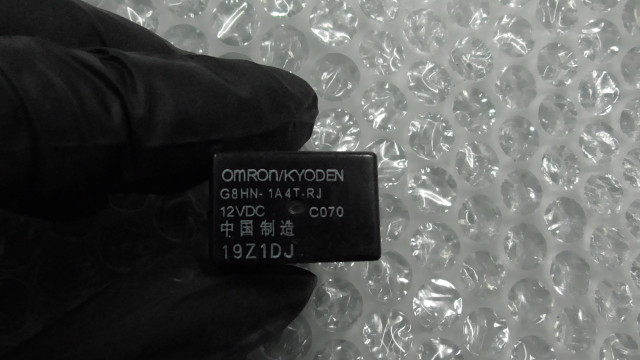 OMRON/KYODEN
G8HN-1A4T-RJ
12VDC C070
中国制造
19Z1DJ